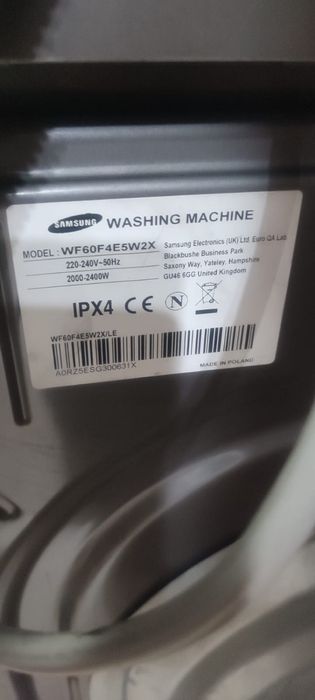 SAMSUNG WASHING MACHINE
MODEL : WF60F4E5W2X
220-240V~50Hz
2000-2400W
Samsung Electronics (UK) Ltd. Euro QA Lab.
Blackbushe Business Park
Saxony Way, Yateley, Hampshire
GU46 6GG United Kingdom
IPX4 CE N
WF60F4E5W2X/LE
A0RZ5ESG300631X
MADE IN POLAND